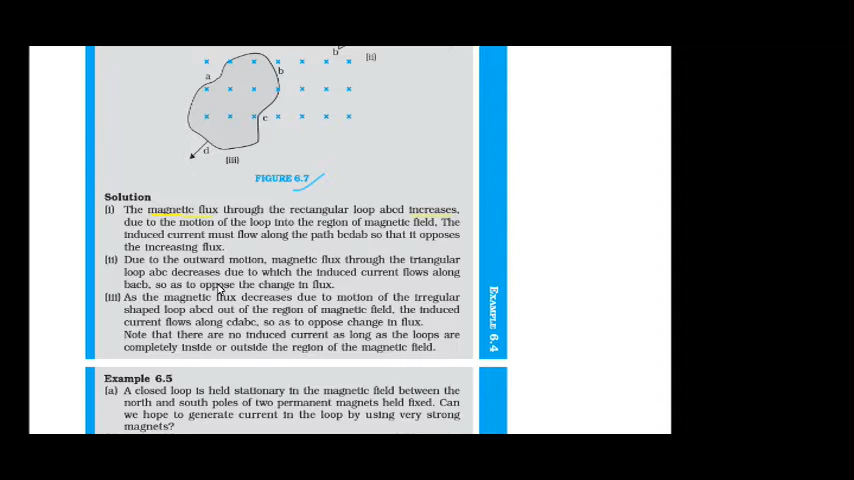 b
(ii)
a
b
c
d
(iii)
FIGURE 6.7
Solution
(i) The magnetic flux through the rectangular loop abcd increases,
due to the motion of the loop into the region of magnetic field, The
induced current must flow along the path bcdab so that it opposes
the increasing flux.
(ii) Due to the outward motion, magnetic flux through the triangular
loop abc decreases due to which the induced current flows along
bacb, so as to oppose the change in flux.
(iii) As the magnetic flux decreases due to motion of the irregular
shaped loop abcd out of the region of magnetic field, the induced
current flows along cdabc, so as to oppose change in flux.
Note that there are no induced current as long as the loops are
completely inside or outside the region of the magnetic field.
EXAMPLE 6.4
Example 6.5
(a) A closed loop is held stationary in the magnetic field between the
north and south poles of two permanent magnets held fixed. Can
we hope to generate current in the loop by using very strong
magnets?